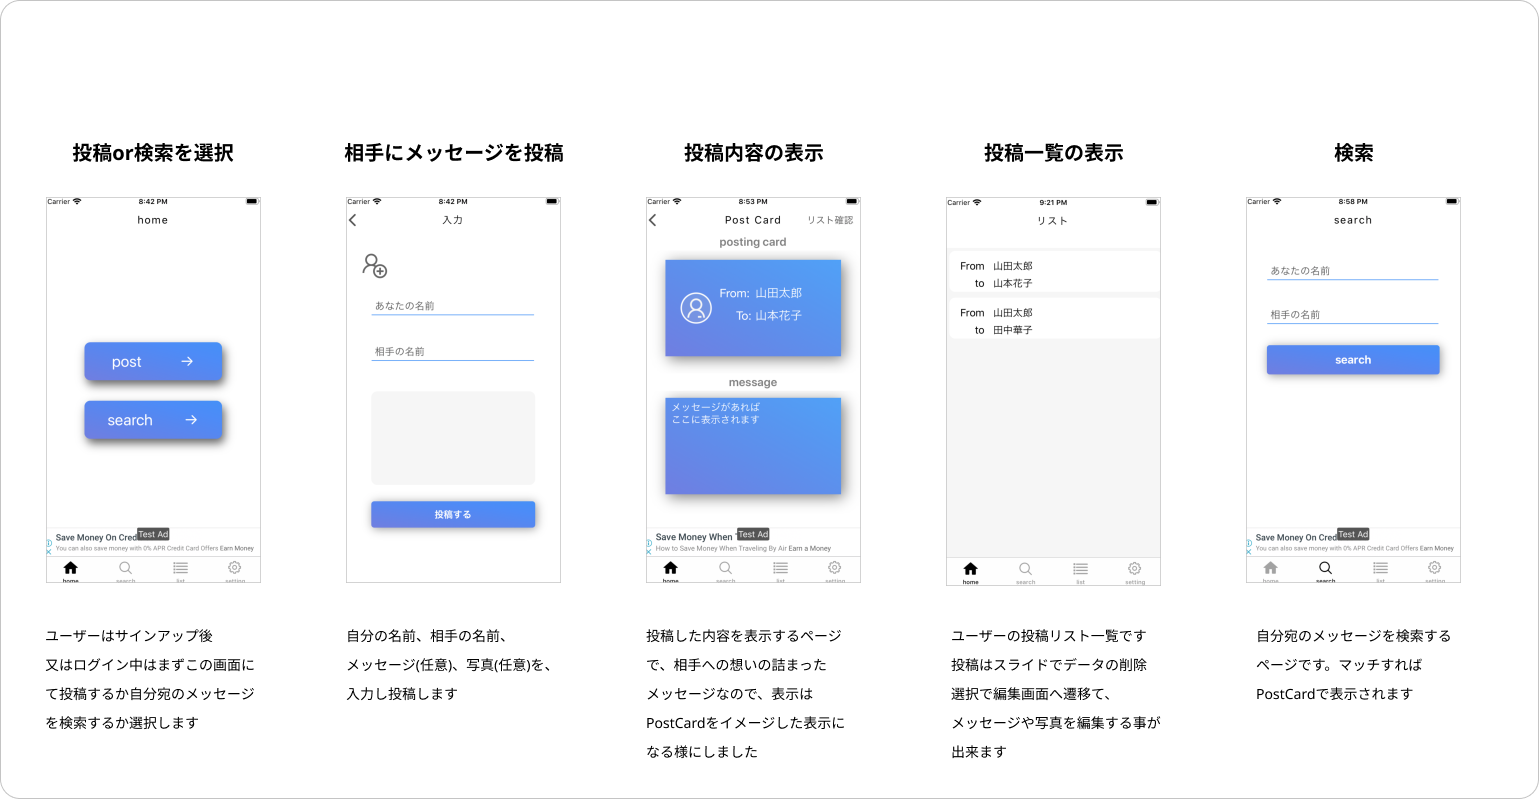 投稿or検索を選択
Carrier
8:42 PM
home
post
search
Save Money On Cred
Test Ad
You can also save money with 0% APR Credit Card Offers Earn Money
home
search
list
setting
ユーザーはサインアップ後
又はログイン中はまずこの画面に
て投稿するか自分宛のメッセージ
を検索するか選択します
相手にメッセージを投稿
Carrier
8:42 PM
入力
あなたの名前
相手の名前
投稿する
自分の名前、相手の名前、
メッセージ(任意)、写真(任意)を、
入力し投稿します
投稿内容の表示
Carrier
8:53 PM
Post Card リスト確認
posting card
From: 山田太郎
To: 山本花子
message
メッセージがあれば
ここに表示されます
Save Money When
Test Ad
How to Save Money When Traveling By Air Earn a Money
home
search
list
setting
投稿した内容を表示するページ
で、相手への想いの詰まった
メッセージなので、表示は
PostCardをイメージした表示に
なる様にしました
投稿一覧の表示
Carrier
9:21 PM
リスト
From 山田太郎
to 山本花子
From 山田太郎
to 田中華子
home
search
list
setting
ユーザーの投稿リスト一覧です
投稿はスライドでデータの削除
選択で編集画面へ遷移て、
メッセージや写真を編集する事が
出来ます
検索
Carrier
8:58 PM
search
あなたの名前
相手の名前
search
Save Money On Cred
Test Ad
You can also save money with 0% APR Credit Card Offers Earn Money
home
search
list
setting
自分宛のメッセージを検索する
ページです。マッチすれば
PostCardで表示されます